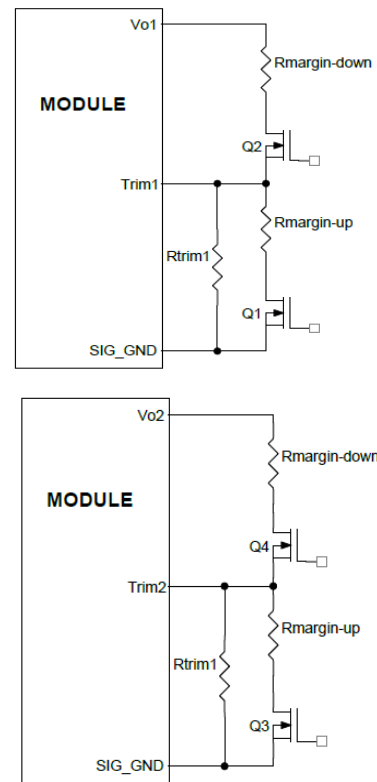 Vo1
Rmargin-down
MODULE
Q2
Trim1
Rmargin-up
Rtrim1
Q1
SIG_GND
Vo2
Rmargin-down
MODULE
Q4
Trim2
Rmargin-up
Rtrim1
Q3
SIG_GND